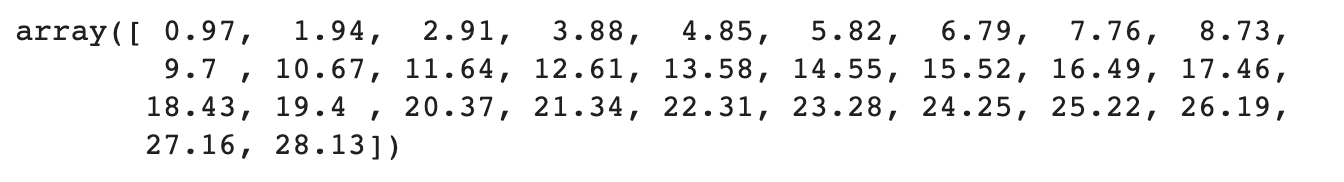 array([ 0.97,  1.94,  2.91,  3.88,  4.85,  5.82,  6.79,  7.76,  8.73,
        9.7 , 10.67, 11.64, 12.61, 13.58, 14.55, 15.52, 16.49, 17.46,
       18.43, 19.4 , 20.37, 21.34, 22.31, 23.28, 24.25, 25.22, 26.19,
       27.16, 28.13])